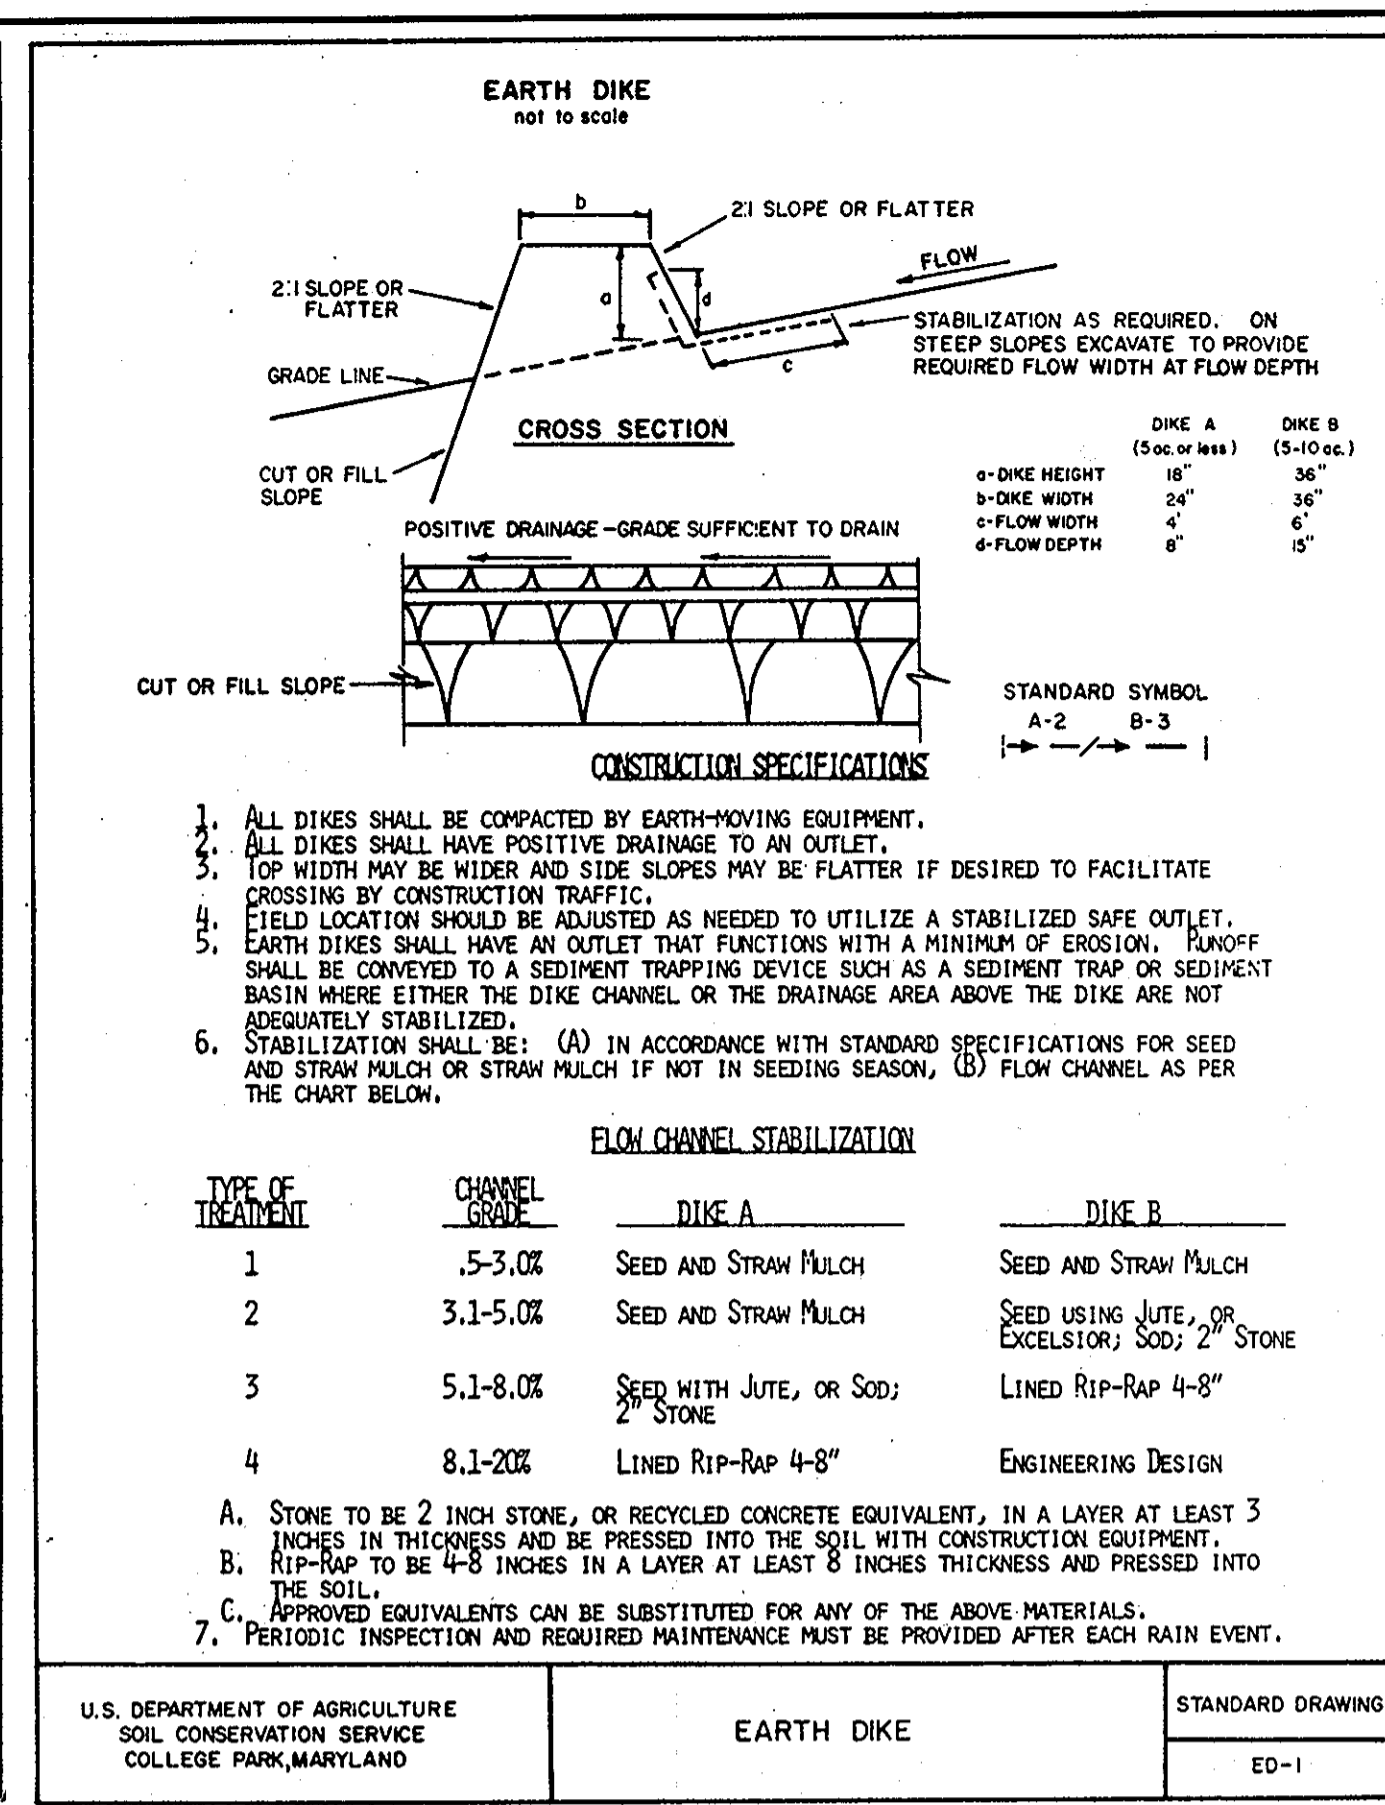 EARTH DIKE
not to scale
b
2:1 SLOPE OR FLATTER
FLOW
2:1 SLOPE OR
FLATTER
a
d
STABILIZATION AS REQUIRED. ON
STEEP SLOPES EXCAVATE TO PROVIDE
REQUIRED FLOW WIDTH AT FLOW DEPTH
c
GRADE LINE
CROSS SECTION
CUT OR FILL
SLOPE
DIKE A DIKE B
(5 ac. or less) (5-10 ac.)
a-DIKE HEIGHT 18" 36"
b-DIKE WIDTH 24" 36"
c-FLOW WIDTH 4' 6'
d-FLOW DEPTH 8" 15"
POSITIVE DRAINAGE-GRADE SUFFICIENT TO DRAIN
CUT OR FILL SLOPE
STANDARD SYMBOL
A-2 B-3
CONSTRUCTION SPECIFICATIONS
1. ALL DIKES SHALL BE COMPACTED BY EARTH-MOVING EQUIPMENT.
2. ALL DIKES SHALL HAVE POSITIVE DRAINAGE TO AN OUTLET.
3. TOP WIDTH MAY BE WIDER AND SIDE SLOPES MAY BE FLATTER IF DESIRED TO FACILITATE
CROSSING BY CONSTRUCTION TRAFFIC.
4. FIELD LOCATION SHOULD BE ADJUSTED AS NEEDED TO UTILIZE A STABILIZED SAFE OUTLET.
5. EARTH DIKES SHALL HAVE AN OUTLET THAT FUNCTIONS WITH A MINIMUM OF EROSION. RUNOFF
SHALL BE CONVEYED TO A SEDIMENT TRAPPING DEVICE SUCH AS A SEDIMENT TRAP OR SEDIMENT
BASIN WHERE EITHER THE DIKE CHANNEL OR THE DRAINAGE AREA ABOVE THE DIKE ARE NOT
ADEQUATELY STABILIZED.
6. STABILIZATION SHALL BE: (A) IN ACCORDANCE WITH STANDARD SPECIFICATIONS FOR SEED
AND STRAW MULCH OR STRAW MULCH IF NOT IN SEEDING SEASON, (B) FLOW CHANNEL AS PER
THE CHART BELOW.
FLOW CHANNEL STABILIZATION
TYPE OF CHANNEL
TREATMENT GRADE DIKE A DIKE B
1 .5-3.0% SEED AND STRAW MULCH SEED AND STRAW MULCH
2 3.1-5.0% SEED AND STRAW MULCH SEED USING JUTE, OR
EXCELSIOR; SOD; 2" STONE
3 5.1-8.0% SEED WITH JUTE, OR SOD; LINED RIP-RAP 4-8"
2" STONE
4 8.1-20% LINED RIP-RAP 4-8" ENGINEERING DESIGN
A. STONE TO BE 2 INCH STONE, OR RECYCLED CONCRETE EQUIVALENT, IN A LAYER AT LEAST 3
INCHES IN THICKNESS AND BE PRESSED INTO THE SOIL WITH CONSTRUCTION EQUIPMENT.
B. RIP-RAP TO BE 4-8 INCHES IN A LAYER AT LEAST 8 INCHES THICKNESS AND PRESSED INTO
THE SOIL.
C. APPROVED EQUIVALENTS CAN BE SUBSTITUTED FOR ANY OF THE ABOVE MATERIALS.
7. PERIODIC INSPECTION AND REQUIRED MAINTENANCE MUST BE PROVIDED AFTER EACH RAIN EVENT.
U.S. DEPARTMENT OF AGRICULTURE
SOIL CONSERVATION SERVICE
COLLEGE PARK, MARYLAND
EARTH DIKE
STANDARD DRAWING
ED-1